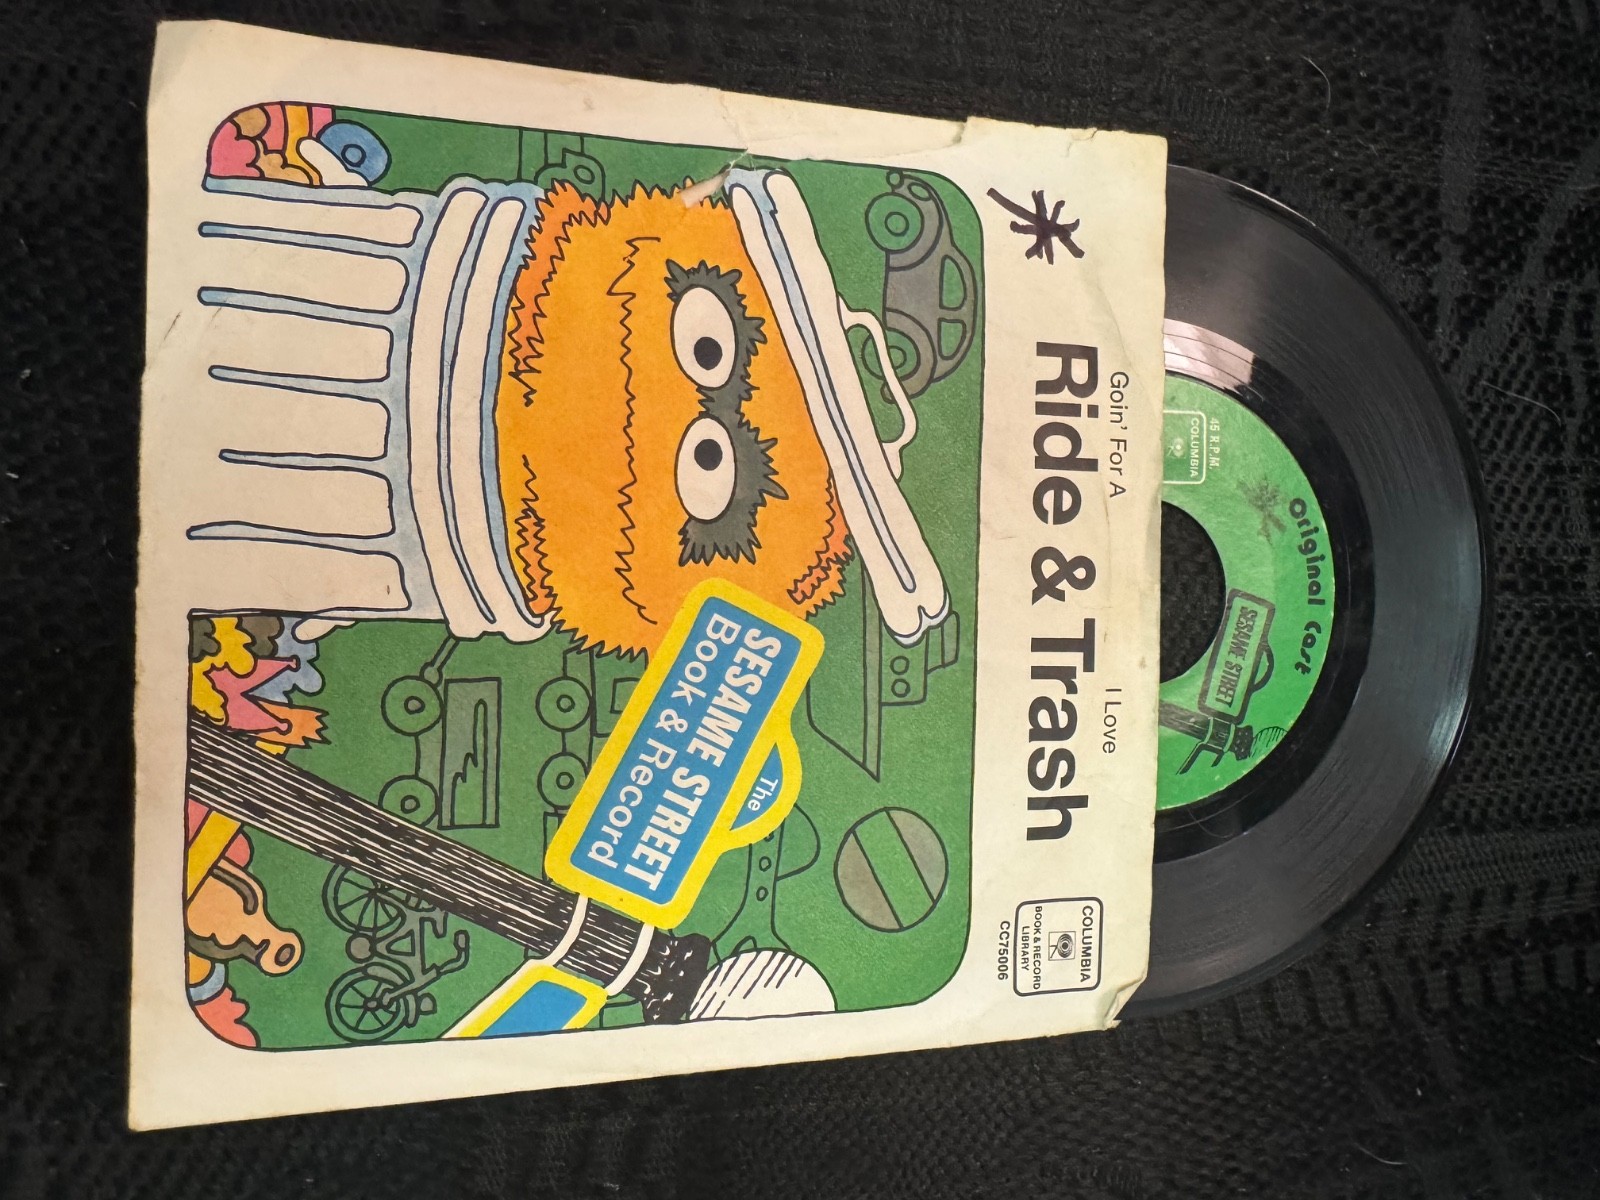 Goin' For A
I Love
Ride & Trash
COLUMBIA
BOOK & RECORD
LIBRARY
CC75006
The
SESAME STREET
Book & Record
Original Cast
45 R.P.M.
COLUMBIA
SESAME STREET